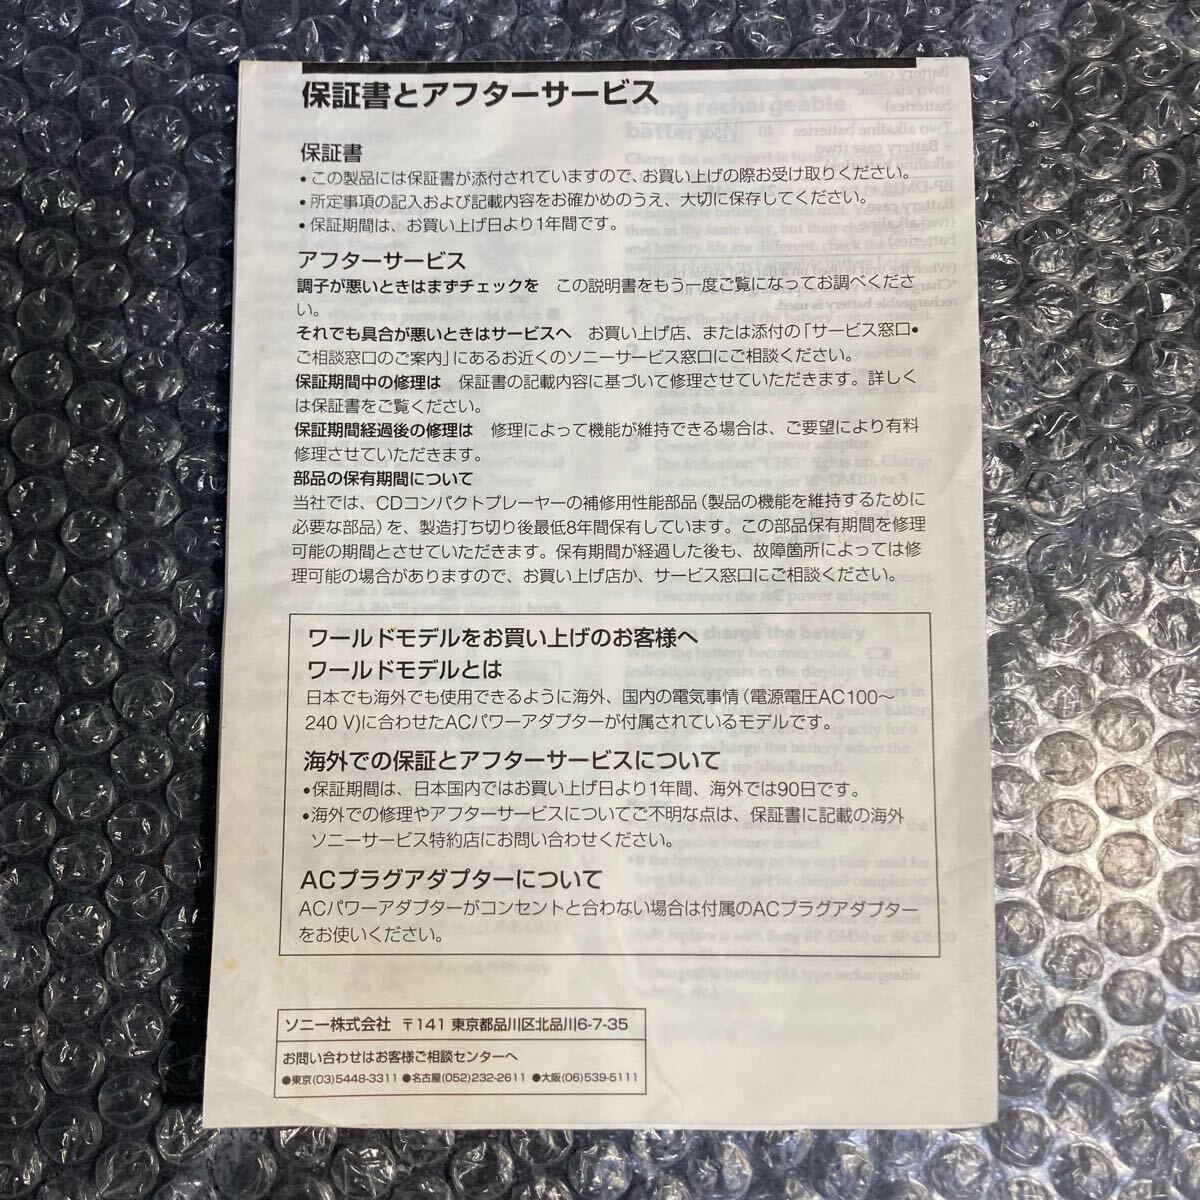 保証書とアフターサービス
保証書
• この製品には保証書が添付されていますので、お買い上げの際お受け取りください。
• 所定事項の記入および記載内容をお確かめのうえ、大切に保存してください。
• 保証期間は、お買い上げ日より1年間です。
アフターサービス
調子が悪いときはまずチェックを この説明書をもう一度ご覧になってお調べくださ
い。
それでも具合が悪いときはサービスへ お買い上げ店、または添付の「サービス窓口•
ご相談窓口のご案内」にあるお近くのソニーサービス窓口にご相談ください。
保証期間中の修理は 保証書の記載内容に基づいて修理させていただきます。詳しく
は保証書をご覧ください。
保証期間経過後の修理は 修理によって機能が維持できる場合は、ご要望により有料
修理させていただきます。
部品の保有期間について
当社では、CDコンパクトプレーヤーの補修用性能部品（製品の機能を維持するために
必要な部品）を、製造打ち切り後最低8年間保有しています。この部品保有期間を修理
可能の期間とさせていただきます。保有期間が経過した後も、故障箇所によっては修
理可能の場合がありますので、お買い上げ店か、サービス窓口にご相談ください。
ワールドモデルをお買い上げのお客様へ
ワールドモデルとは
日本でも海外でも使用できるように海外、国内の電気事情（電源電圧AC100〜
240 V)に合わせたACパワーアダプターが付属されているモデルです。
海外での保証とアフターサービスについて
•保証期間は、日本国内ではお買い上げ日より1年間、海外では90日です。
•海外での修理やアフターサービスについてご不明な点は、保証書に記載の海外
ソニーサービス特約店にお問い合わせください。
ACプラグアダプターについて
ACパワーアダプターがコンセントと合わない場合は付属のACプラグアダプター
をお使いください。
ソニー株式会社 〒141 東京都品川区北品川6-7-35
お問い合わせはお客様ご相談センターへ
●東京(03)5448-3311 ●名古屋(052)232-2611 ●大阪(06)539-5111